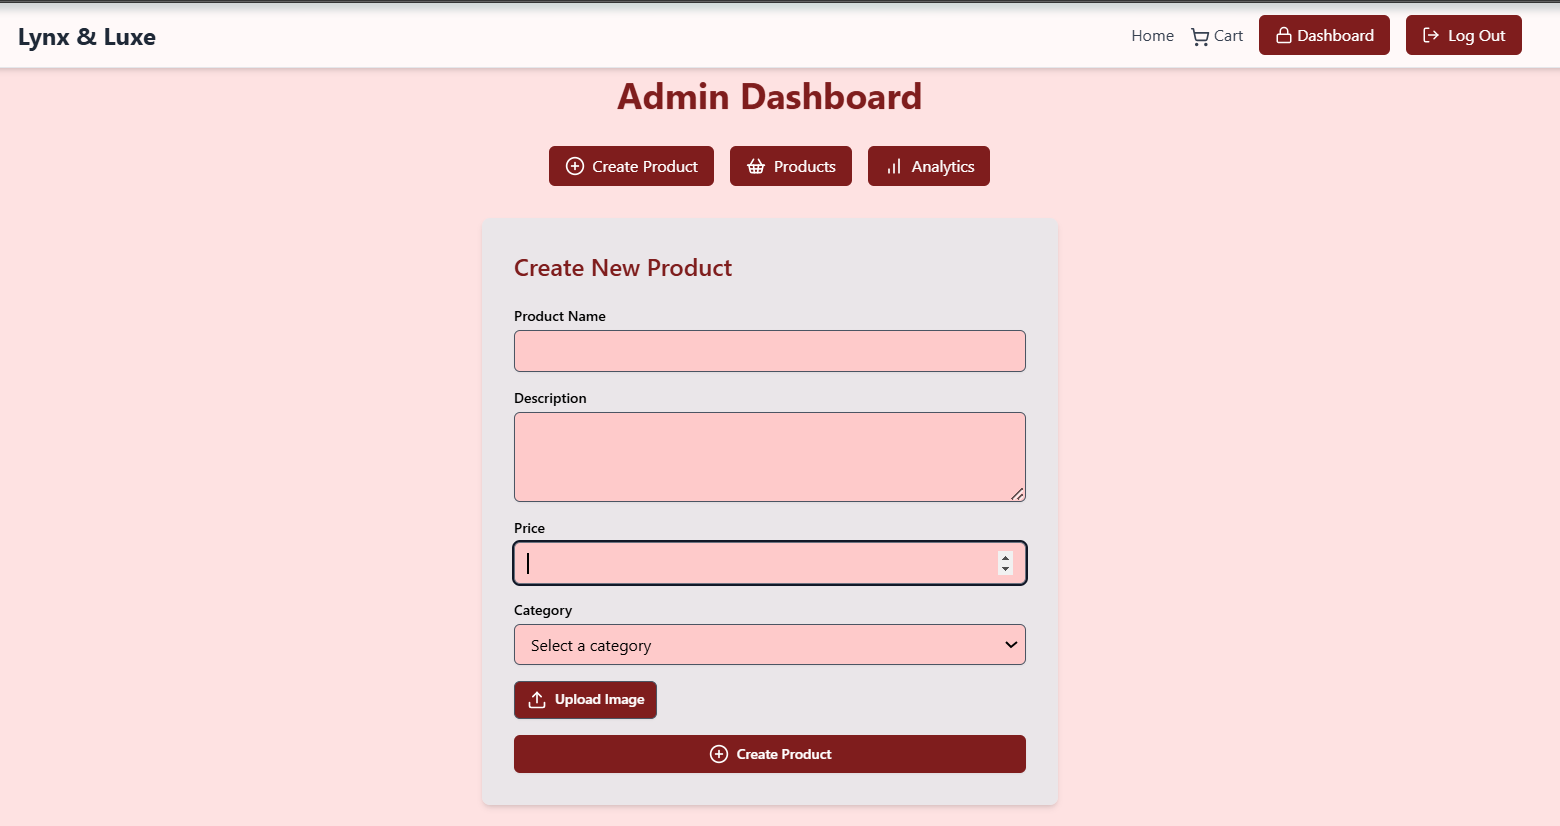 Lynx & Luxe
Home Cart Dashboard Log Out
Admin Dashboard
Create Product Products Analytics
Create New Product
Product Name
Description
Price
Category
Select a category
Upload Image
Create Product